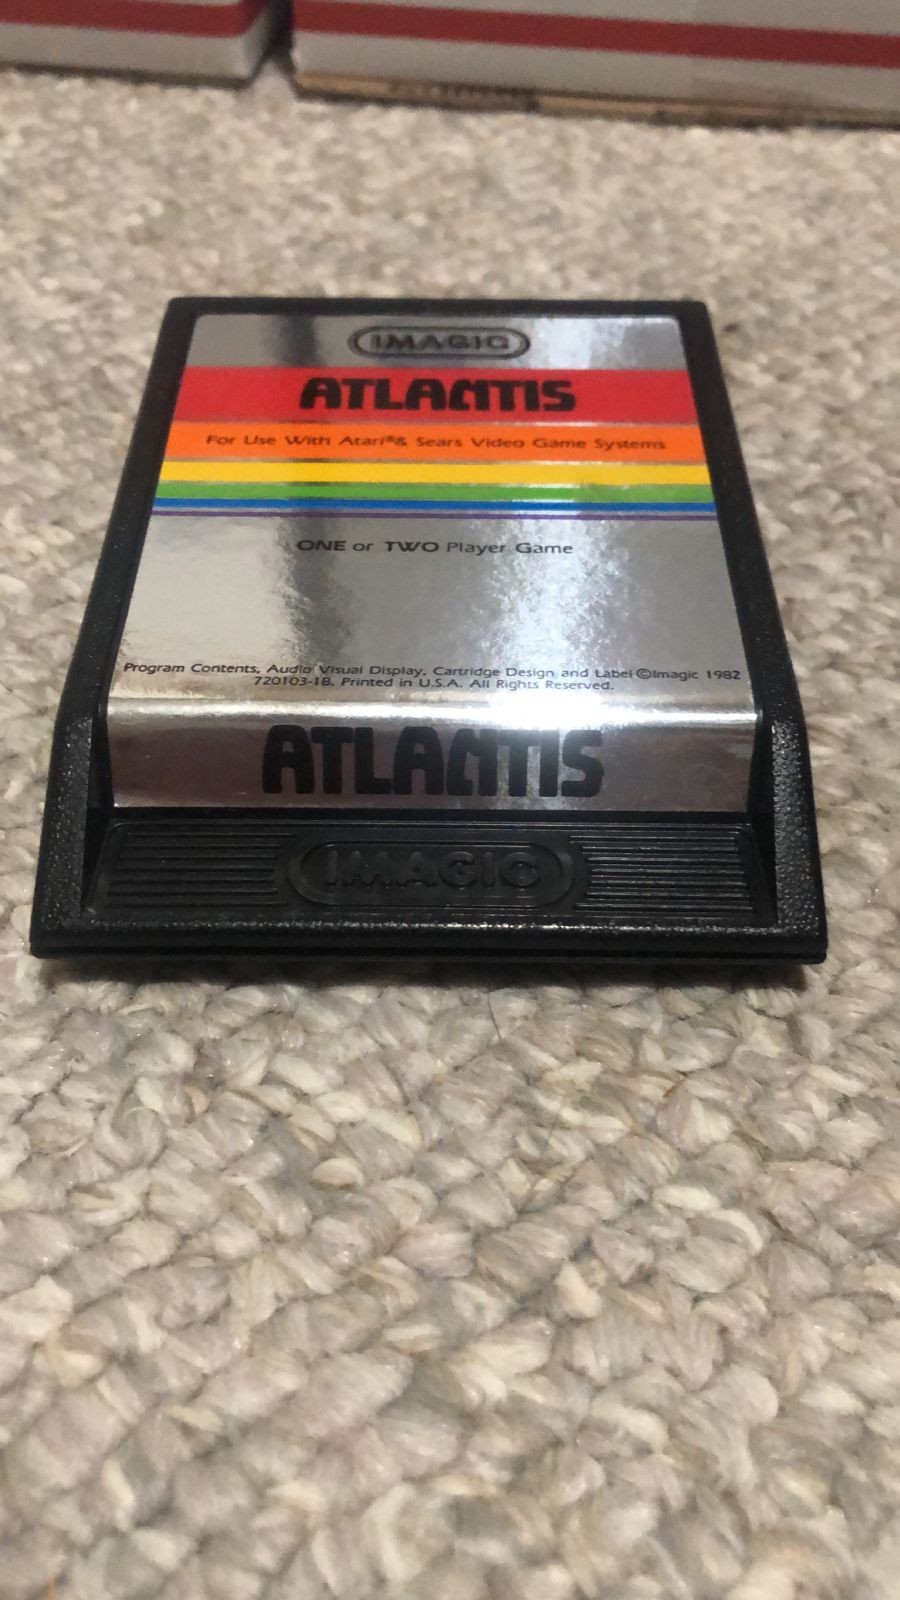 IMAGIC
ATLANTIS
For Use With Atari®& Sears Video Game Systems
ONE or TWO Player Game
Program Contents, Audio Visual Display, Cartridge Design and Label ©Imagic 1982
720103-1B. Printed in U.S.A. All Rights Reserved.
ATLANTIS
IMAGIC